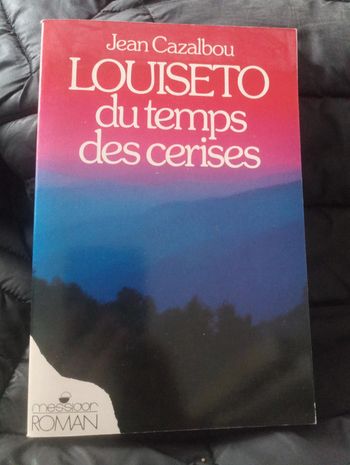 Jean Cazalbou
LOUISETO
du temps
des cerises
messidor
ROMAN